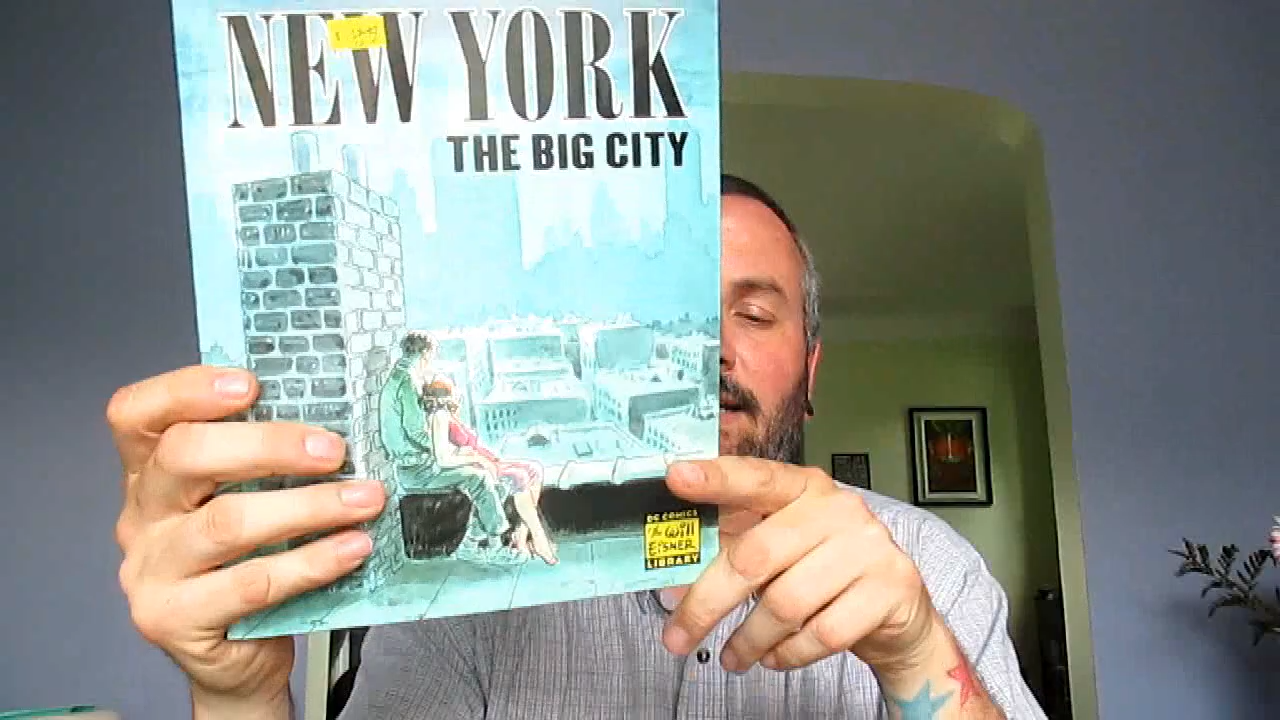 NEW YORK
THE BIG CITY
DC COMICS
The Will
EISNER
LIBRARY